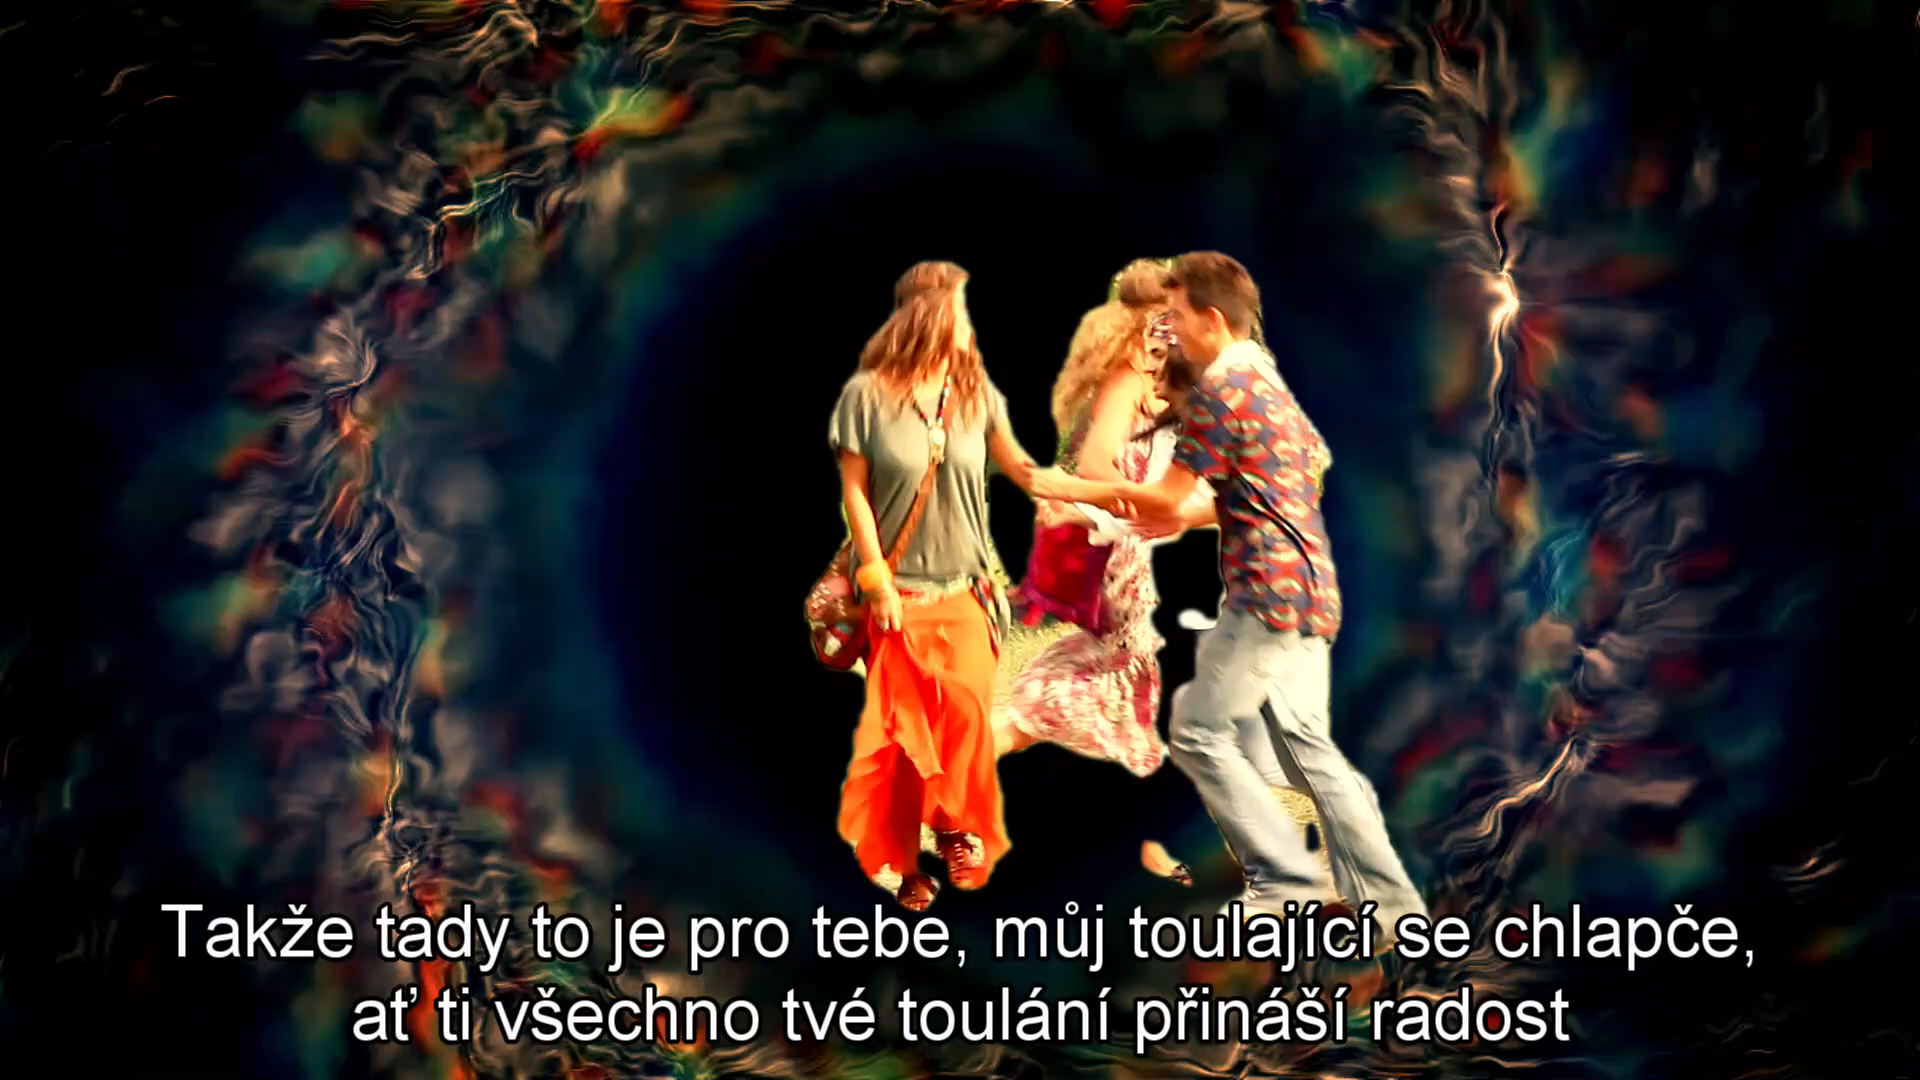 Takže tady to je pro tebe, můj toulající se chlapče,
ať ti všechno tvé toulání přináší radost